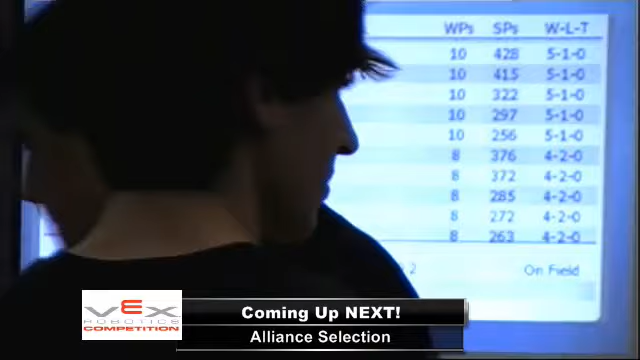 WPs SPs W-L-T
10 428 5-1-0
10 415 5-1-0
10 322 5-1-0
10 297 5-1-0
10 256 5-1-0
8 376 4-2-0
8 372 4-2-0
8 285 4-2-0
8 272 4-2-0
8 263 4-2-0
2 On Field
VEX
ROBOTICS
COMPETITION
Coming Up NEXT!
Alliance Selection